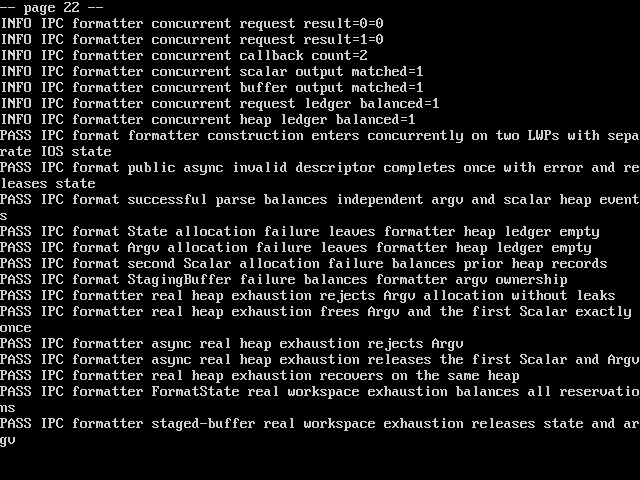 -- page 22 --
INFO IPC formatter concurrent request result=0=0
INFO IPC formatter concurrent request result=1=0
INFO IPC formatter concurrent callback count=2
INFO IPC formatter concurrent scalar output matched=1
INFO IPC formatter concurrent buffer output matched=1
INFO IPC formatter concurrent request ledger balanced=1
INFO IPC formatter concurrent heap ledger balanced=1
PASS IPC format formatter construction enters concurrently on two LWPs with sepa
rate IOS state
PASS IPC format public async invalid descriptor completes once with error and re
leases state
PASS IPC format successful parse balances independent argv and scalar heap event
s
PASS IPC format State allocation failure leaves formatter heap ledger empty
PASS IPC format Argv allocation failure leaves formatter heap ledger empty
PASS IPC format second Scalar allocation failure balances prior heap records
PASS IPC format StagingBuffer failure balances formatter argv ownership
PASS IPC formatter real heap exhaustion rejects Argv allocation without leaks
PASS IPC formatter real heap exhaustion frees Argv and the first Scalar exactly
once
PASS IPC formatter async real heap exhaustion rejects Argv
PASS IPC formatter async real heap exhaustion releases the first Scalar and Argv
PASS IPC formatter real heap exhaustion recovers on the same heap
PASS IPC formatter FormatState real workspace exhaustion balances all reservatio
ns
PASS IPC formatter staged-buffer real workspace exhaustion releases state and ar
gv